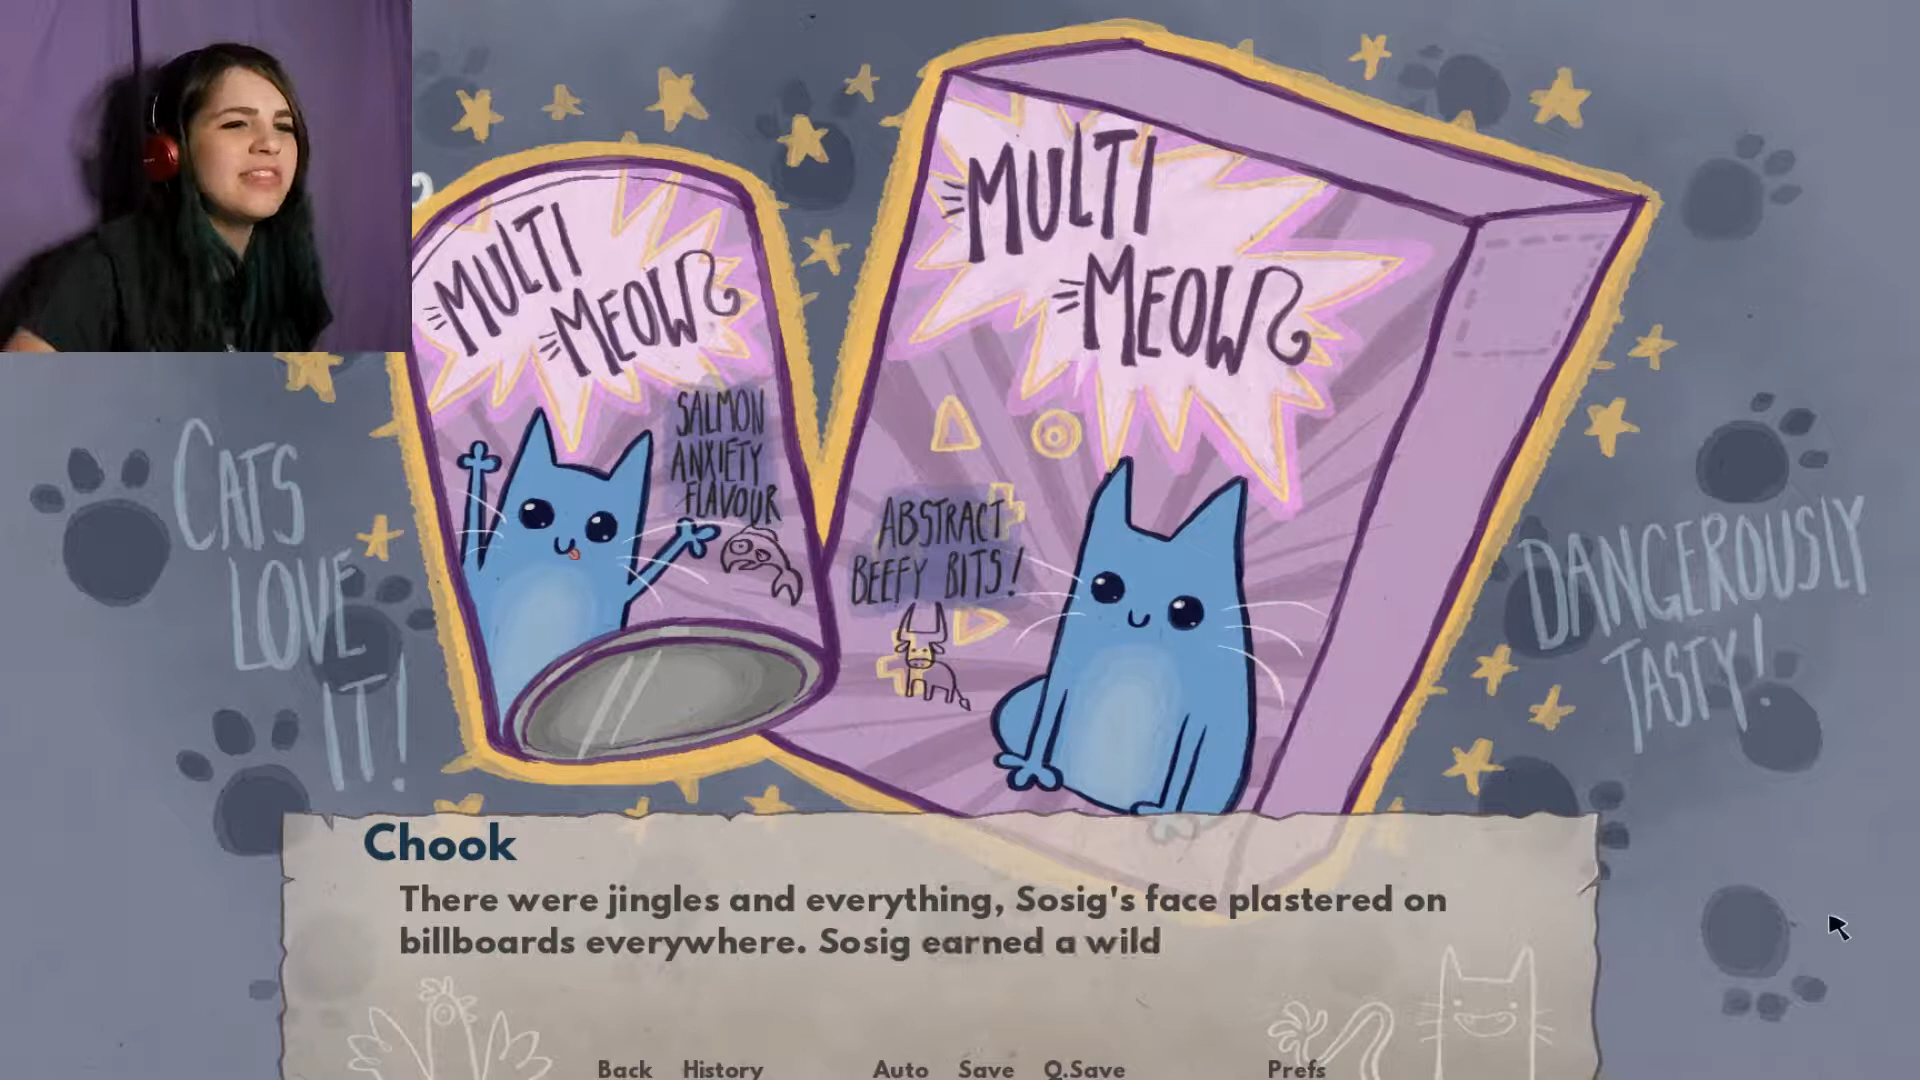 MULTI
MEOW
SALMON
ANXIETY
FLAVOUR
MULTI
MEOW
ABSTRACT
BEEFY BITS!
CATS
LOVE
IT!
DANGEROUSLY
TASTY!
Chook
There were jingles and everything, Sosig's face plastered on
billboards everywhere. Sosig earned a wild
Back History Auto Save Q.Save Prefs